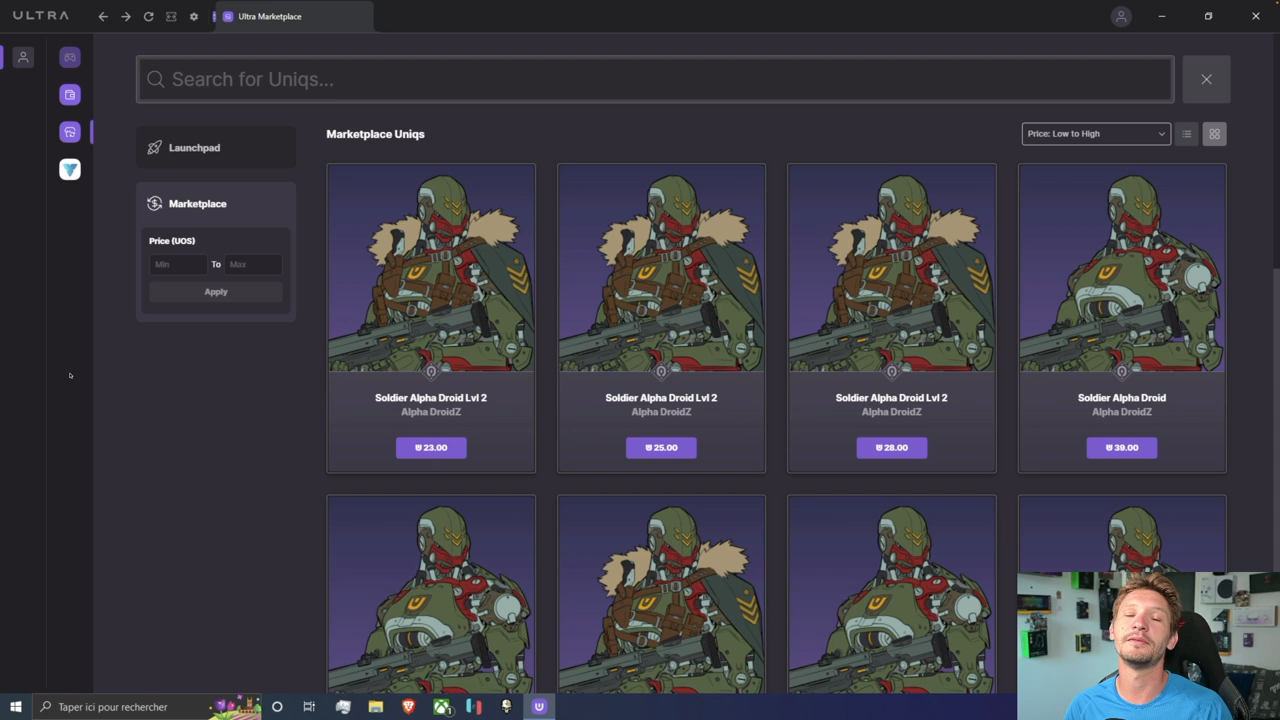 ULTRA
Ultra Marketplace
Search for Uniqs...
Launchpad
Marketplace
Price (UOS)
Min
To
Max
Apply
Marketplace Uniqs
Price: Low to High
Soldier Alpha Droid Lvl 2
Alpha DroidZ
23.00
Soldier Alpha Droid Lvl 2
Alpha DroidZ
25.00
Soldier Alpha Droid Lvl 2
Alpha DroidZ
28.00
Soldier Alpha Droid
Alpha DroidZ
39.00
Taper ici pour rechercher